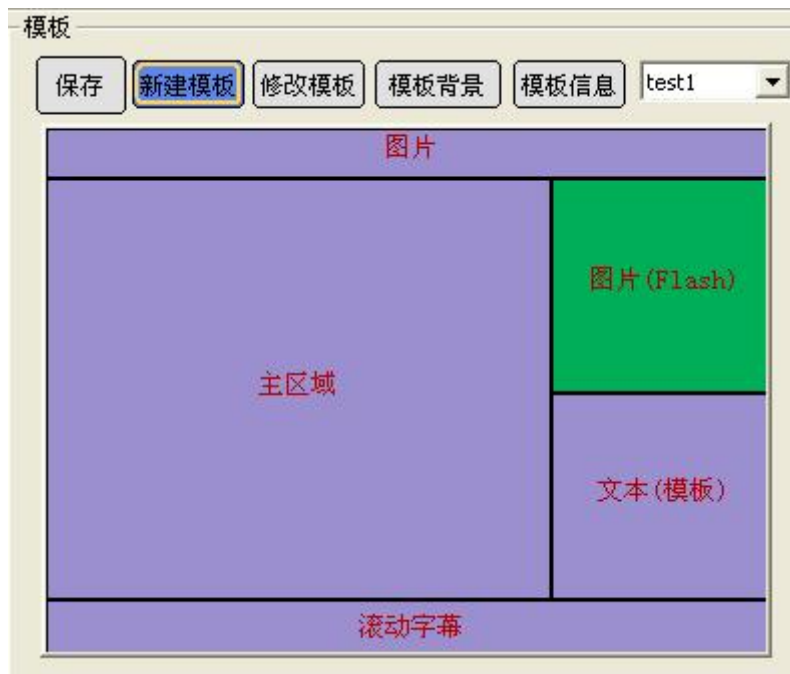 模板
保存 新建模板 修改模板 模板背景 模板信息 test1
图片
图片(Flash)
主区域
文本(模板)
滚动字幕